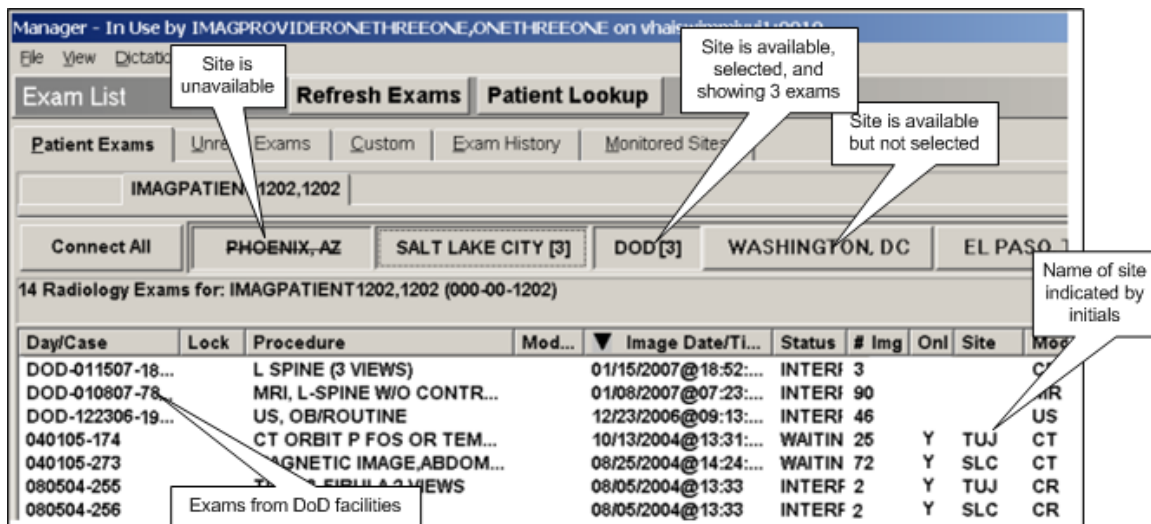 Manager - In Use by IMAGPROVIDERONETHREEONE,ONETHREEONE on
File View
Site is
unavailable
Site is available,
selected, and
showing 3 exams
Exam List Refresh Exams Patient Lookup
Site is available
but not selected
Patient Exams Exams Custom Exam History Monitored
IMAGPATIEN 1202,1202
Connect All PHOENIX, AZ SALT LAKE CITY [3] DOD [3] WASHINGTON, DC EL PASO,
Name of site
indicated by
initials
14 Radiology Exams for: IMAGPATIENT1202,1202 (000-00-1202)
Day/Case Lock Procedure Mod... ▼ Image Date/Ti... Status # Img Onl Site
DOD-011507-18... L SPINE (3 VIEWS) 01/15/2007@18:52:... 3
DOD-010807-78... MRI, L-SPINE W/O CONTR... 01/08/2007@07:23:... 90 MR
DOD-122306-19... US, OB/ROUTINE 12/23/2006@09:13:... 46 US
040105-174 CT ORBIT P FOS OR TEM... 10/13/2004@13:31:... WAITIN 25 Y TUJ CT
040105-273 IMAGE,ABDOM... 08/25/2004@14:24:... WAITIN 72 Y SLC CT
080504-255 VIEWS 08/05/2004@13:33 2 Y TUJ CR
080504-256 08/05/2004@13:33 2 Y SLC CR
Exams from DoD facilities